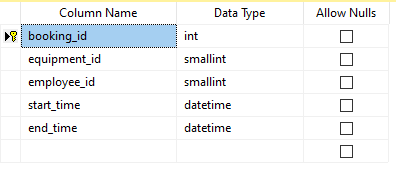 Column Name Data Type Allow Nulls
booking_id int
equipment_id smallint
employee_id smallint
start_time datetime
end_time datetime